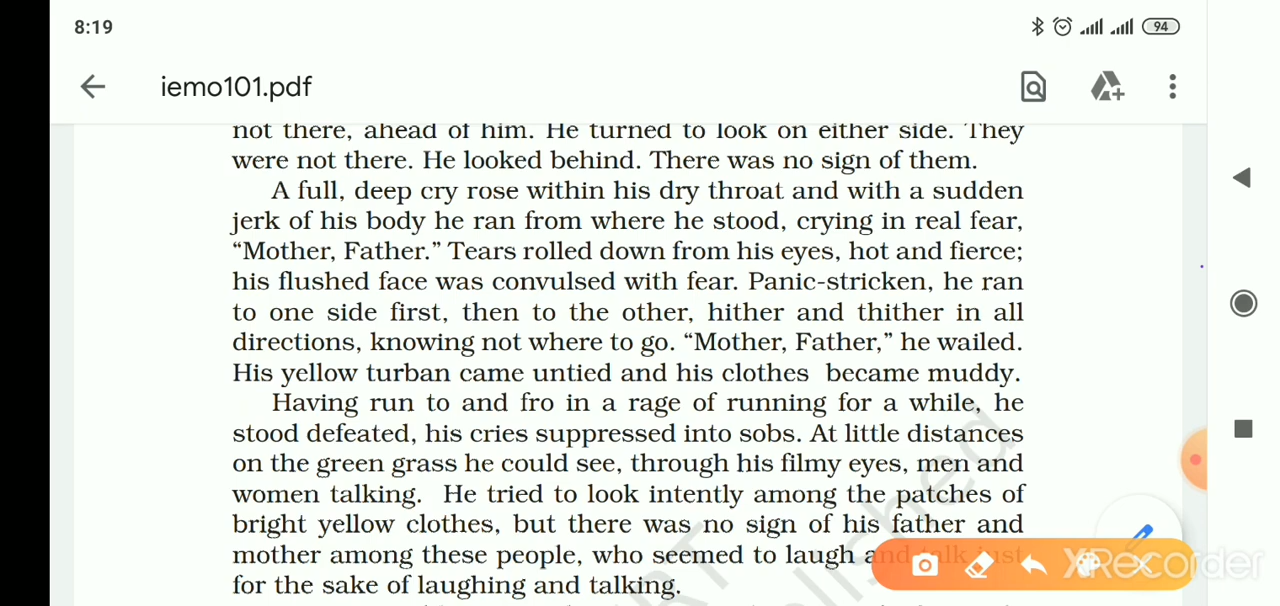 8:19
94
iemo101.pdf
not there, ahead of him. He turned to look on either side. They
were not there. He looked behind. There was no sign of them.
A full, deep cry rose within his dry throat and with a sudden
jerk of his body he ran from where he stood, crying in real fear,
“Mother, Father.” Tears rolled down from his eyes, hot and fierce;
his flushed face was convulsed with fear. Panic-stricken, he ran
to one side first, then to the other, hither and thither in all
directions, knowing not where to go. “Mother, Father,” he wailed.
His yellow turban came untied and his clothes became muddy.
Having run to and fro in a rage of running for a while, he
stood defeated, his cries suppressed into sobs. At little distances
on the green grass he could see, through his filmy eyes, men and
women talking. He tried to look intently among the patches of
bright yellow clothes, but there was no sign of his father and
mother among these people, who seemed to laugh and talk just
for the sake of laughing and talking.
XRecorder